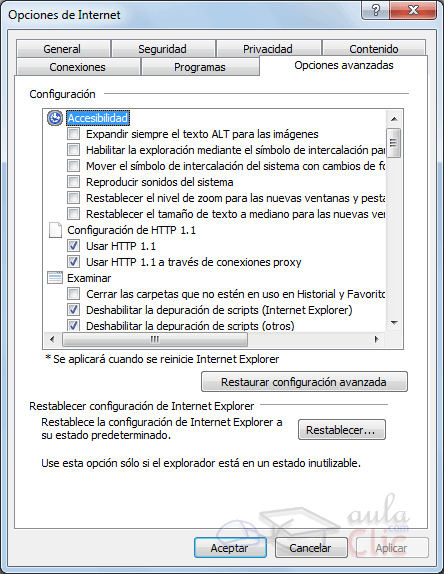 Opciones de Internet
General Seguridad Privacidad Contenido
Conexiones Programas Opciones avanzadas
Configuración
Accesibilidad
Expandir siempre el texto ALT para las imágenes
Habilitar la exploración mediante el símbolo de intercalación par
Mover el símbolo de intercalación del sistema con cambios de fo
Reproducir sonidos del sistema
Restablecer el nivel de zoom para las nuevas ventanas y pesta
Restablecer el tamaño de texto a mediano para las nuevas ver
Configuración de HTTP 1.1
Usar HTTP 1.1
Usar HTTP 1.1 a través de conexiones proxy
Examinar
Cerrar las carpetas que no estén en uso en Historial y Favorito
Deshabilitar la depuración de scripts (Internet Explorer)
Deshabilitar la depuración de scripts (otros)
* Se aplicará cuando se reinicie Internet Explorer
Restaurar configuración avanzada
Restablecer configuración de Internet Explorer
Restablece la configuración de Internet Explorer a
su estado predeterminado.
Restablecer...
Use esta opción sólo si el explorador está en un estado inutilizable.
aula
.com
Clic
Aceptar Cancelar Aplicar